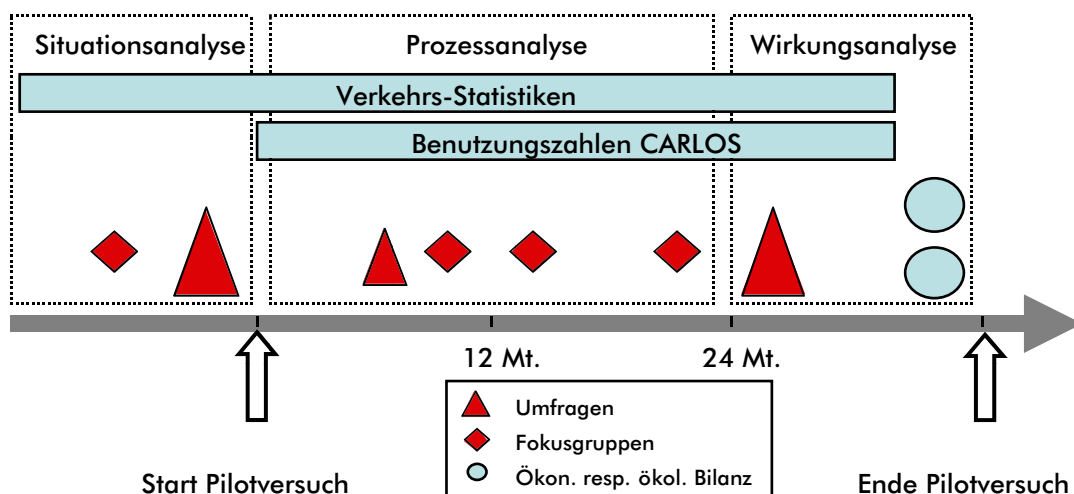 Situationsanalyse
Prozessanalyse
Wirkungsanalyse
Verkehrs-Statistiken
Benutzungszahlen CARLOS
12 Mt.
24 Mt.
Umfragen
Fokusgruppen
Ökon. resp. ökol. Bilanz
Start Pilotversuch
Ende Pilotversuch